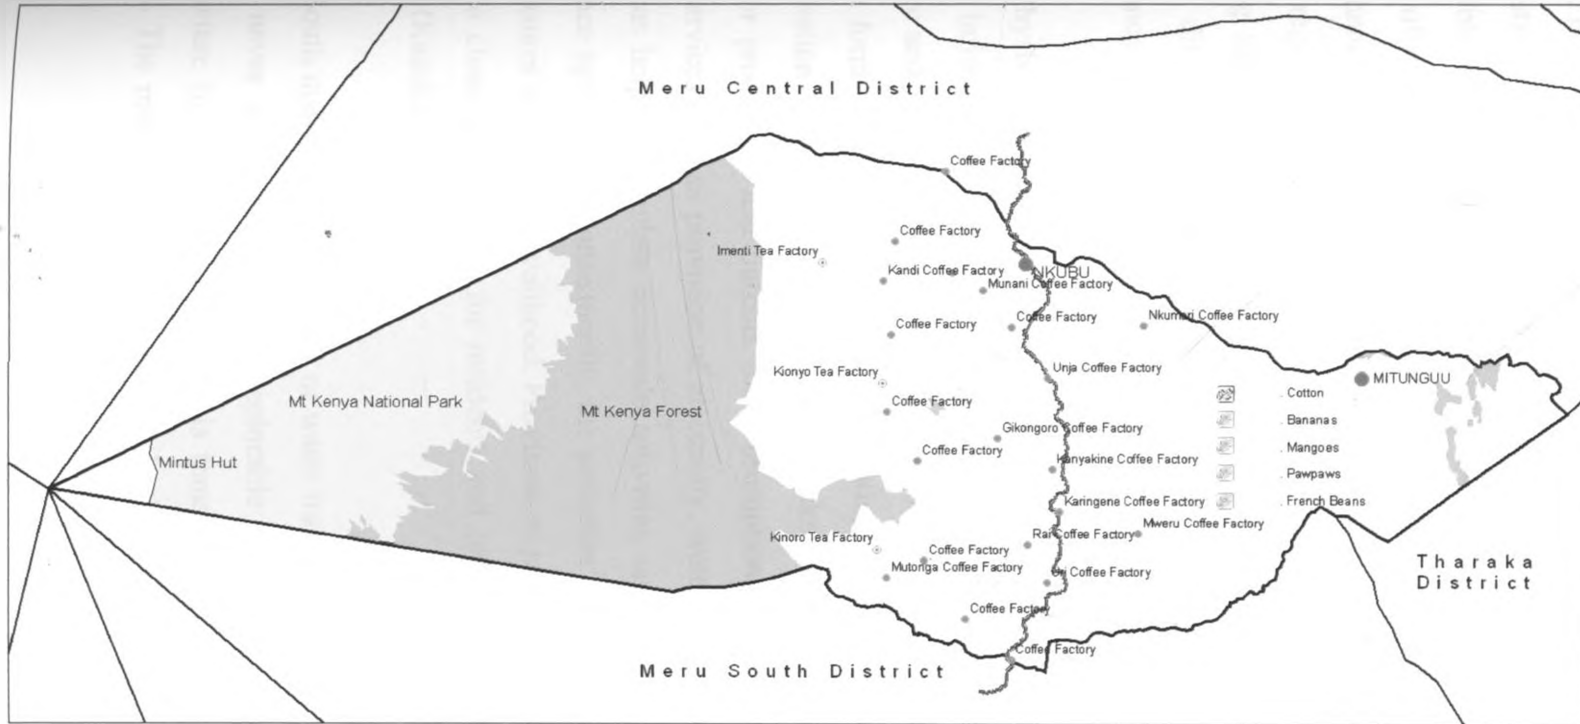 Meru Central District
Coffee Factory
Coffee Factory
Imenti Tea Factory
Kandi Coffee Factory
NKUBU
Munani Coffee Factory
Coffee Factory
Coffee Factory
Nkumari Coffee Factory
Kionyo Tea Factory
Unja Coffee Factory
MITUNGUU
Mt Kenya National Park
Mt Kenya Forest
Coffee Factory
Cotton
Bananas
Gikongoro Coffee Factory
Mangoes
Coffee Factory
Kanyakine Coffee Factory
Mintus Hut
Pawpaws
Karingene Coffee Factory
French Beans
Mweru Coffee Factory
Kinoro Tea Factory
Rai Coffee Factory
Coffee Factory
Mutonga Coffee Factory
Uri Coffee Factory
Tharaka
District
Coffee Factory
Coffee Factory
Meru South District